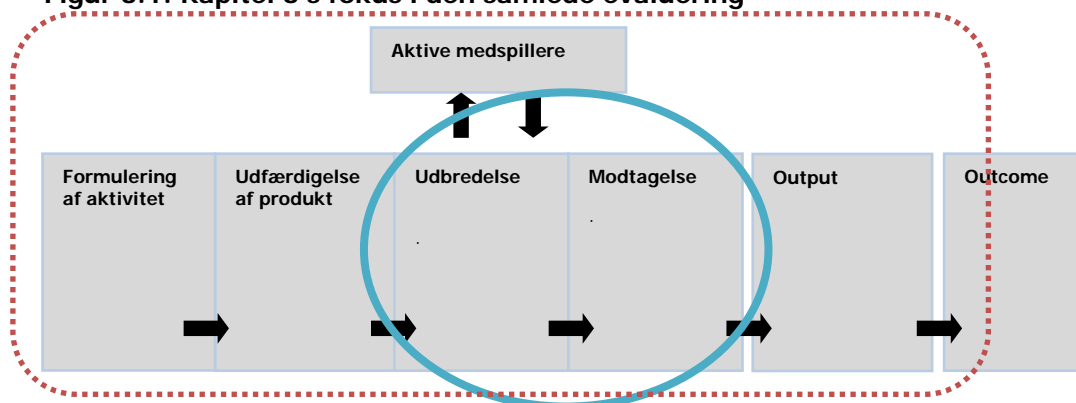 Aktive medspillere
Formulering
af aktivitet
Udfærdigelse
af produkt
Udbredelse
.
Modtagelse
.
Output
Outcome